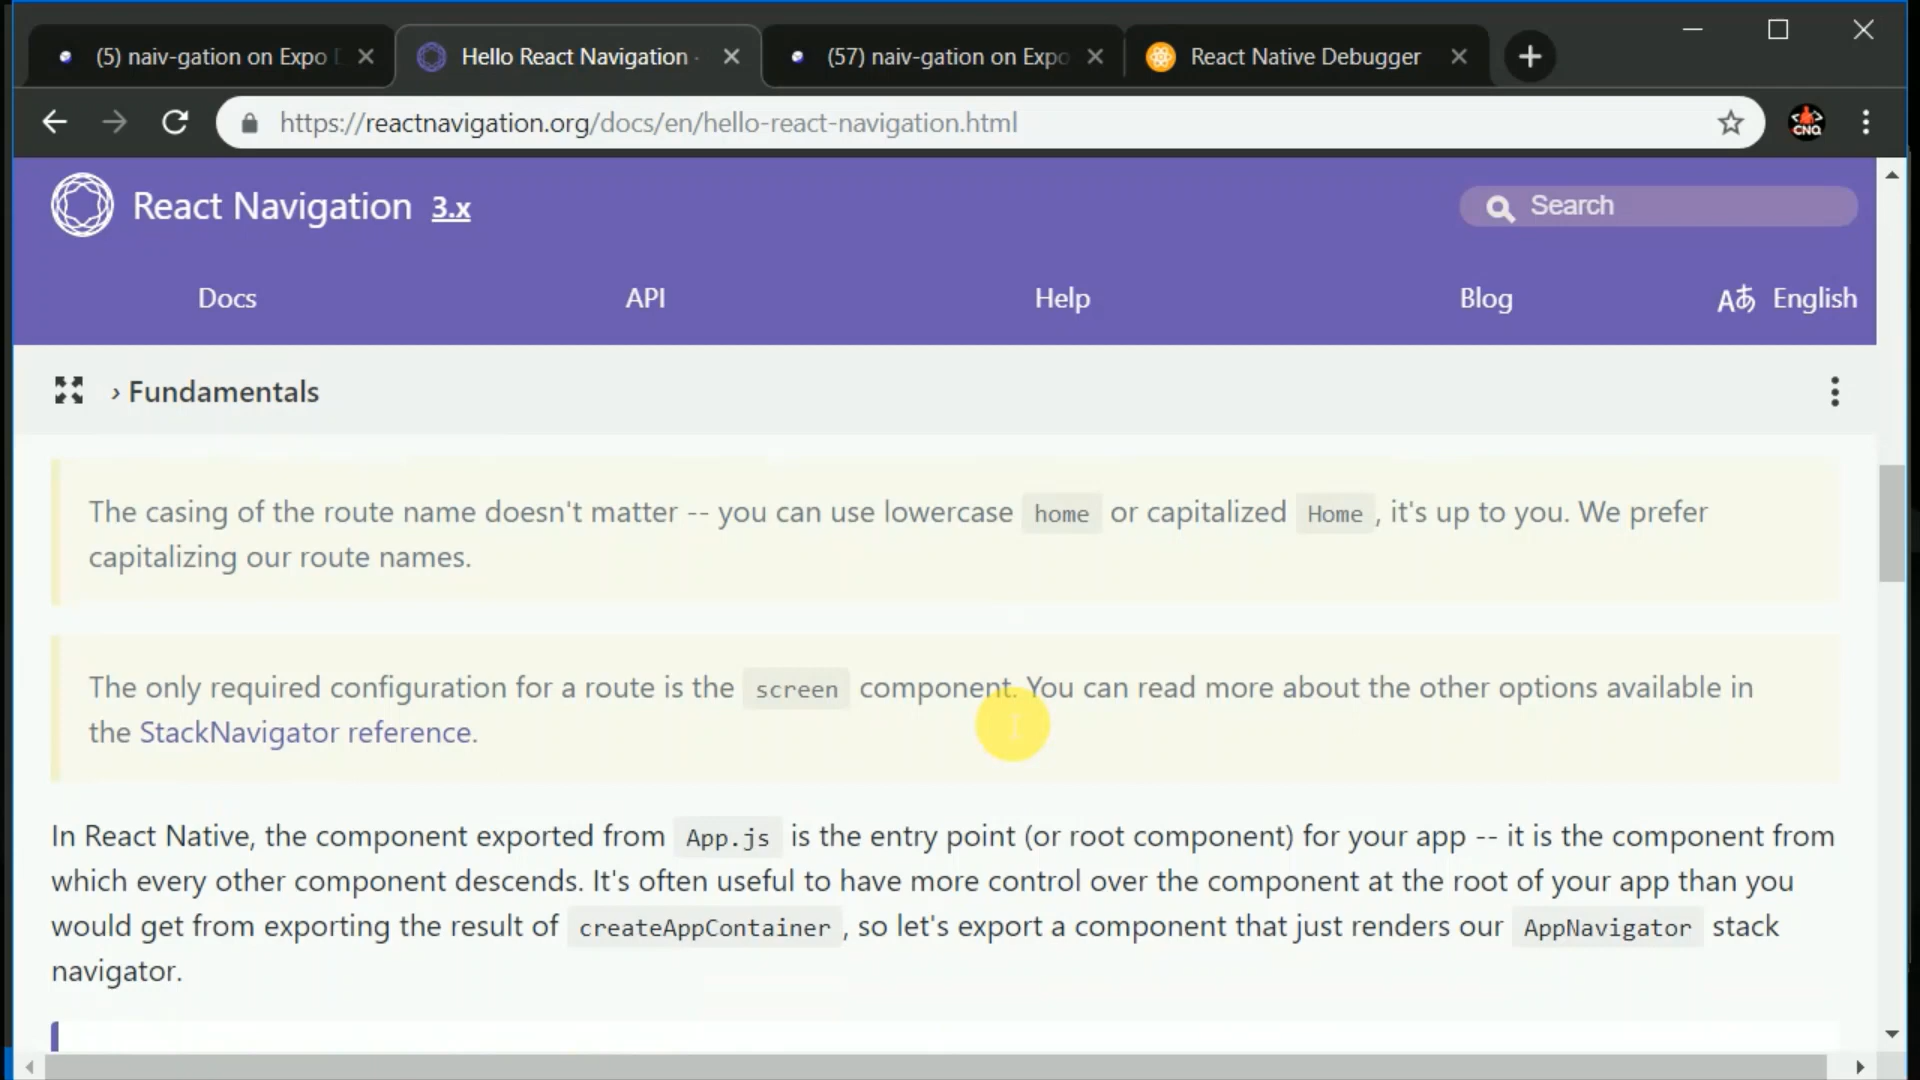 (5) naiv-gation on Expo
Hello React Navigation -
(57) naiv-gation on Expo
React Native Debugger
https://reactnavigation.org/docs/en/hello-react-navigation.html
CNQ
React Navigation 3.x
Search
Docs API Help Blog Aあ English
› Fundamentals
The casing of the route name doesn't matter -- you can use lowercase home or capitalized Home, it's up to you. We prefer
capitalizing our route names.
The only required configuration for a route is the screen component. You can read more about the other options available in
the StackNavigator reference.
In React Native, the component exported from App.js is the entry point (or root component) for your app -- it is the component from
which every other component descends. It's often useful to have more control over the component at the root of your app than you
would get from exporting the result of createAppContainer, so let's export a component that just renders our AppNavigator stack
navigator.